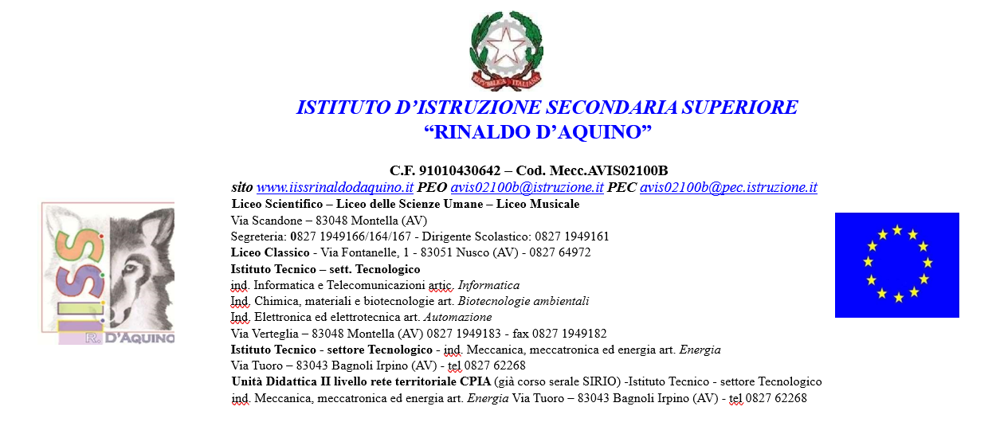 REPUBBLICA ITALIANA
ISTITUTO D’ISTRUZIONE SECONDARIA SUPERIORE
“RINALDO D’AQUINO”
C.F. 91010430642 – Cod. Mecc.AVIS02100B
sito www.iissrinaldodaquino.it PEO avis02100b@istruzione.it PEC avis02100b@pec.istruzione.it
Liceo Scientifico – Liceo delle Scienze Umane – Liceo Musicale
Via Scandone – 83048 Montella (AV)
Segreteria: 0827 1949166/164/167 - Dirigente Scolastico: 0827 1949161
Liceo Classico - Via Fontanelle, 1 - 83051 Nusco (AV) - 0827 64972
Istituto Tecnico – sett. Tecnologico
ind. Informatica e Telecomunicazioni artic. Informatica
Ind. Chimica, materiali e biotecnologie art. Biotecnologie ambientali
Ind. Elettronica ed elettrotecnica art. Automazione
Via Verteglia – 83048 Montella (AV) 0827 1949183 - fax 0827 1949182
Istituto Tecnico - settore Tecnologico - ind. Meccanica, meccatronica ed energia art. Energia
Via Tuoro – 83043 Bagnoli Irpino (AV) - tel 0827 62268
Unità Didattica II livello rete territoriale CPIA (già corso serale SIRIO) -Istituto Tecnico - settore Tecnologico
ind. Meccanica, meccatronica ed energia art. Energia Via Tuoro – 83043 Bagnoli Irpino (AV) - tel 0827 62268
I.I.S.S.
R. D'AQUINO